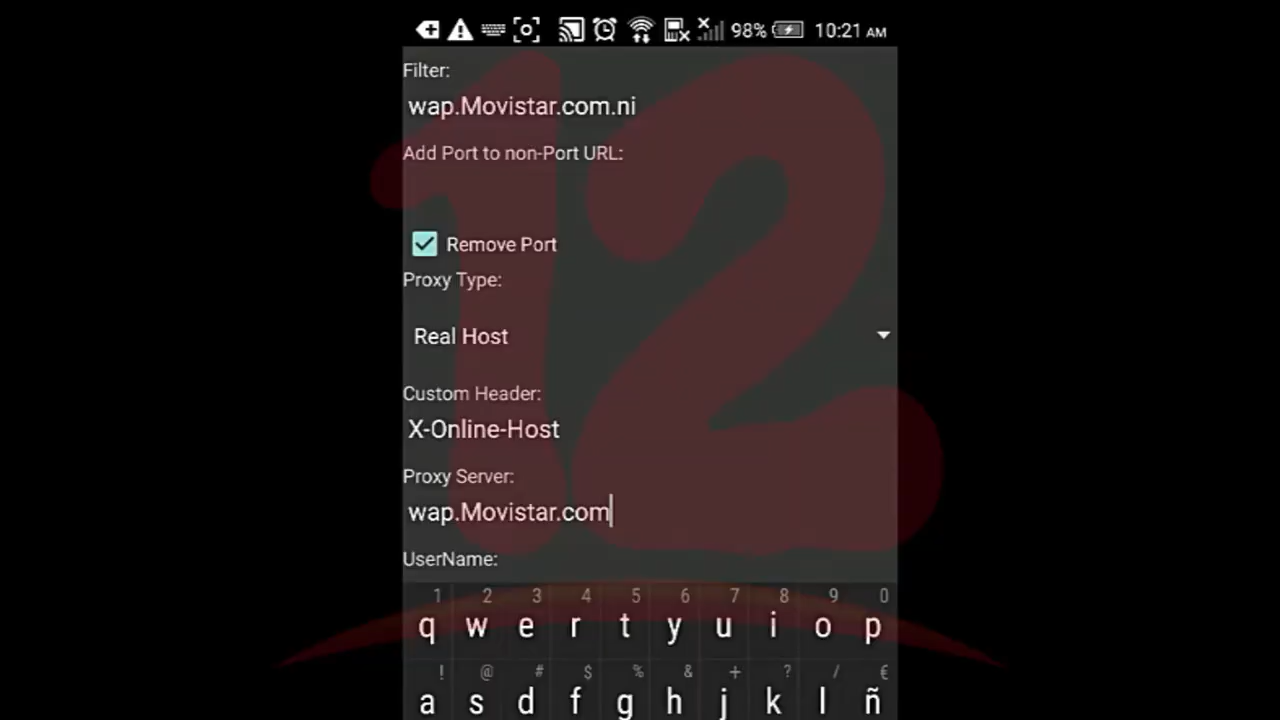 98% 10:21 AM
Filter:
wap.Movistar.com.ni
Add Port to non-Port URL:
Remove Port
Proxy Type:
Real Host
Custom Header:
X-Online-Host
Proxy Server:
wap.Movistar.com
UserName:
1 2 3 4 5 6 7 8 9 0
q w e r t y u i o p
! @ # $ % & + ? / €
a s d f g h j k l ñ
12